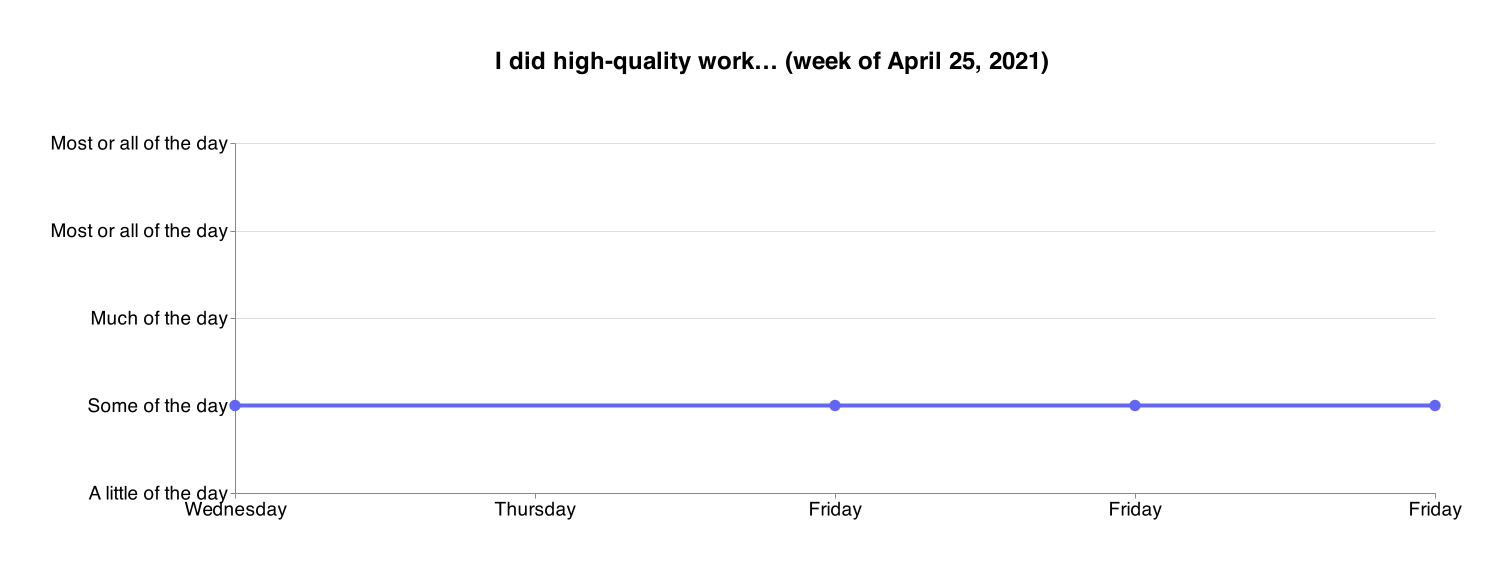 I did high-quality work… (week of April 25, 2021)
Most or all of the day
Most or all of the day
Much of the day
Some of the day
A little of the day
Wednesday Thursday Friday Friday Friday